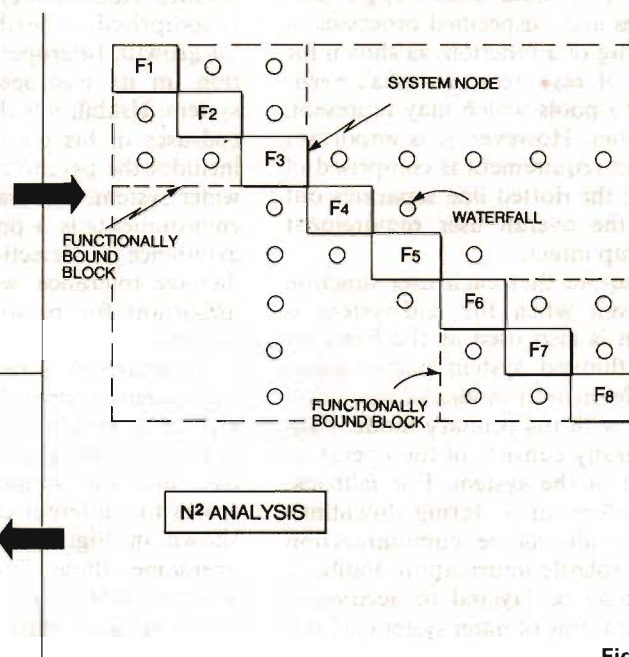 F1
SYSTEM NODE
F2
F3
F4
WATERFALL
FUNCTIONALLY
BOUND
BLOCK
F5
F6
F7
FUNCTIONALLY
BOUND BLOCK
F8
N² ANALYSIS
Fig